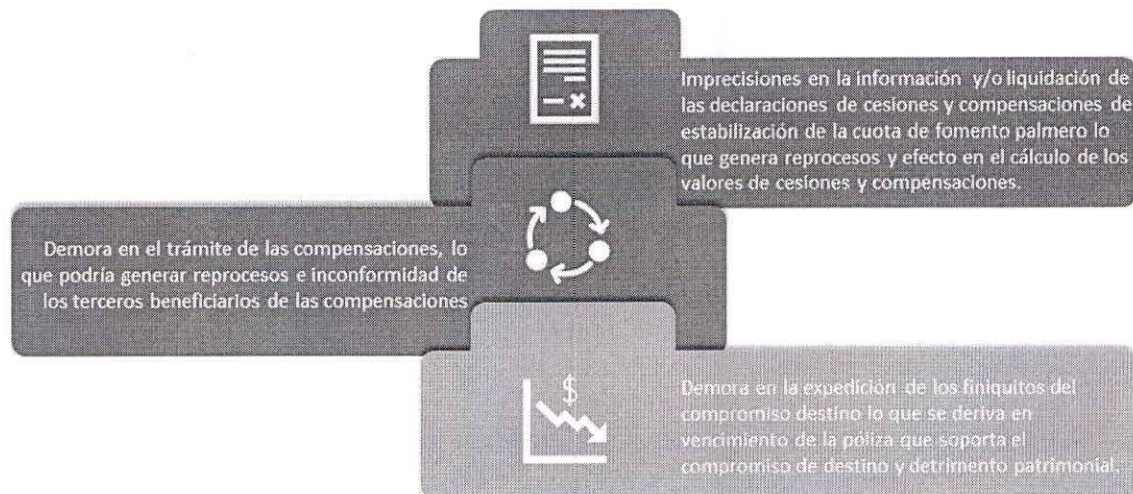 Imprecisiones en la información y/o liquidación de
las declaraciones de cesiones y compensaciones de
estabilización de la cuota de fomento palmero lo
que genera reprocesos y efecto en el cálculo de los
valores de cesiones y compensaciones.
Demora en el trámite de las compensaciones, lo
que podría generar reprocesos e inconformidad de
los terceros beneficiarios de las compensaciones
$
Demora en la expedición de los finiquitos del
compromiso destino lo que se deriva en
vencimiento de la póliza que soporta el
compromiso de destino y detrimento patrimonial.